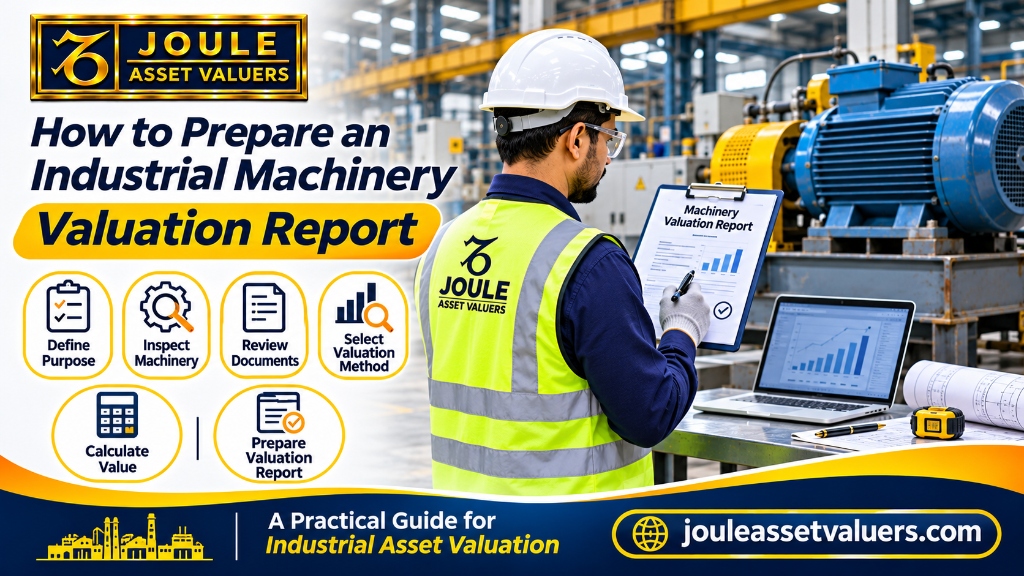 JOULE
ASSET VALUERS
How to Prepare an
Industrial Machinery
Valuation Report
Define
Purpose
Inspect
Machinery
Review
Documents
Select
Valuation
Method
Calculate
Value
Prepare
Valuation
Report
JOULE
ASSET VALUERS
Machinery
Valuation Report
A Practical Guide for
Industrial Asset Valuation
jouleassetvaluers.com